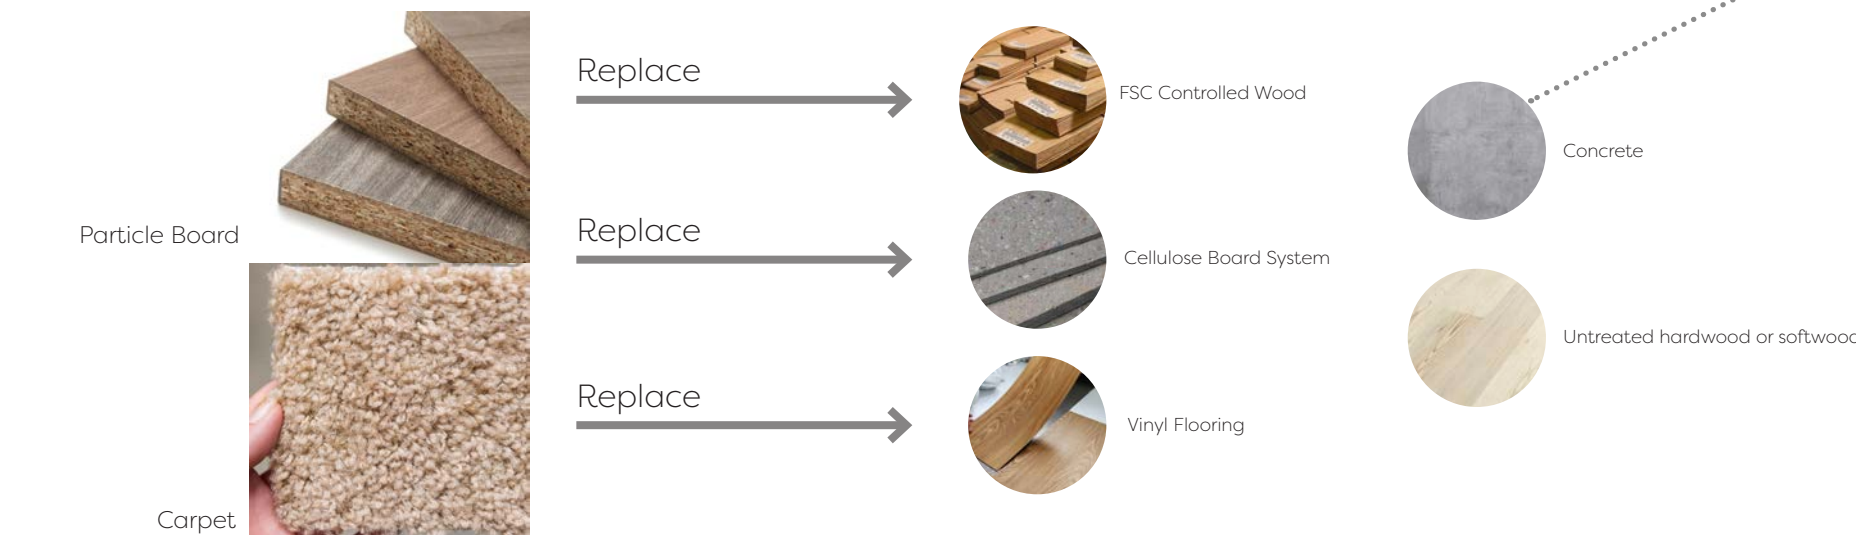 Replace
FSC Controlled Wood
Concrete
Particle Board
Replace
Cellulose Board System
Untreated hardwood or softwood
Replace
Vinyl Flooring
Carpet